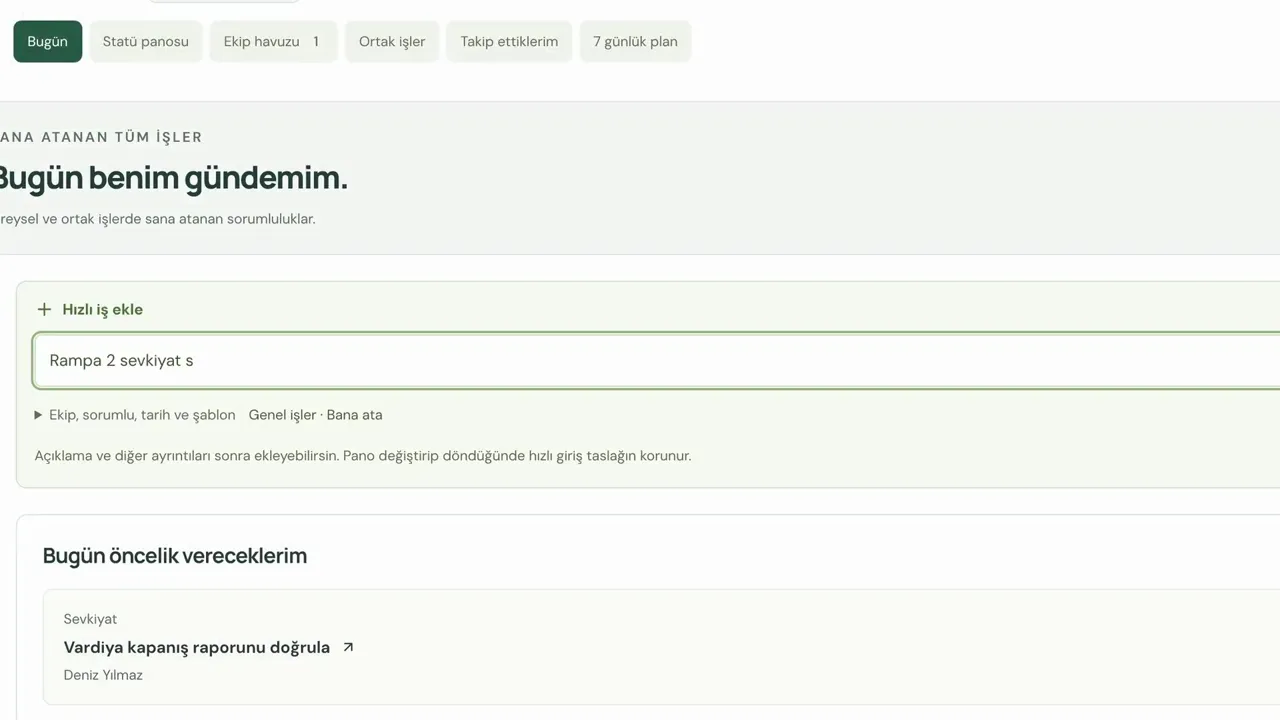 Bugün Statü panosu Ekip havuzu 1 Ortak işler Takip ettiklerim 7 günlük plan
ANA ATANAN TÜM İŞLER
Bugün benim gündemim.
reysel ve ortak işlerde sana atanan sorumluluklar.
+ Hızlı iş ekle
Rampa 2 sevkiyat s
▶ Ekip, sorumlu, tarih ve şablon Genel işler · Bana ata
Açıklama ve diğer ayrıntıları sonra ekleyebilirsin. Pano değiştirip döndüğünde hızlı giriş taslağın korunur.
Bugün öncelik vereceklerim
Sevkiyat
Vardiya kapanış raporunu doğrula ↗
Deniz Yılmaz